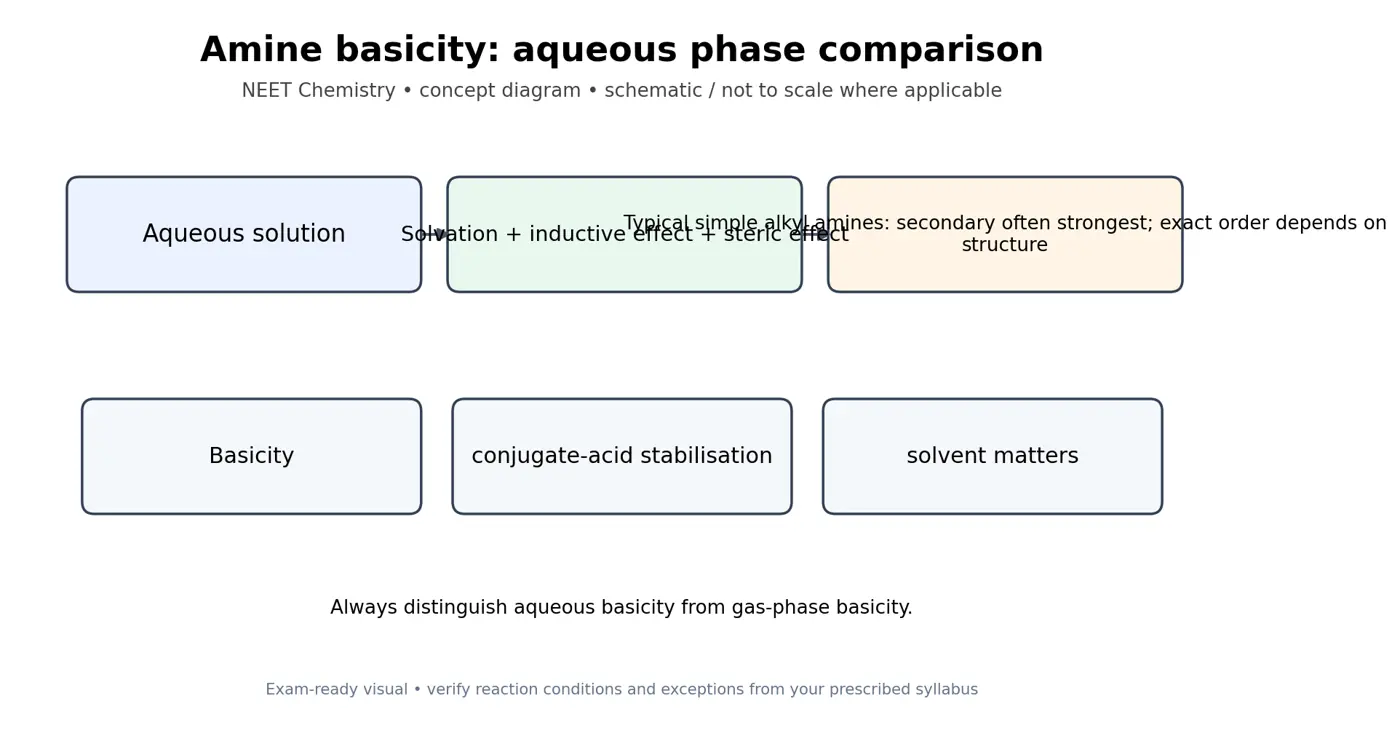 Amine basicity: aqueous phase comparison
NEET Chemistry • concept diagram • schematic / not to scale where applicable
Aqueous solution
Solvation + inductive effect + steric effect
Typical simple alkyl amines: secondary often strongest; exact order depends on
structure
Basicity
conjugate-acid stabilisation
solvent matters
Always distinguish aqueous basicity from gas-phase basicity.
Exam-ready visual • verify reaction conditions and exceptions from your prescribed syllabus